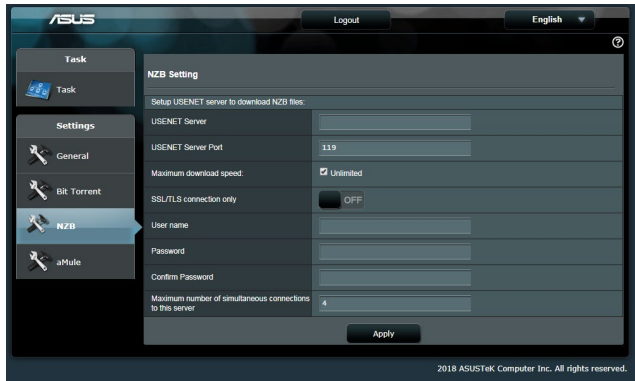 ASUS
Logout
English
?
Task
Task
Settings
General
Bit Torrent
NZB
aMule
NZB Setting
Setup USENET server to download NZB files:
USENET Server
USENET Server Port
119
Maximum download speed:
Unlimited
SSL/TLS connection only
OFF
User name
Password
Confirm Password
Maximum number of simultaneous connections
to this server
4
Apply
2018 ASUSTeK Computer Inc. All rights reserved.